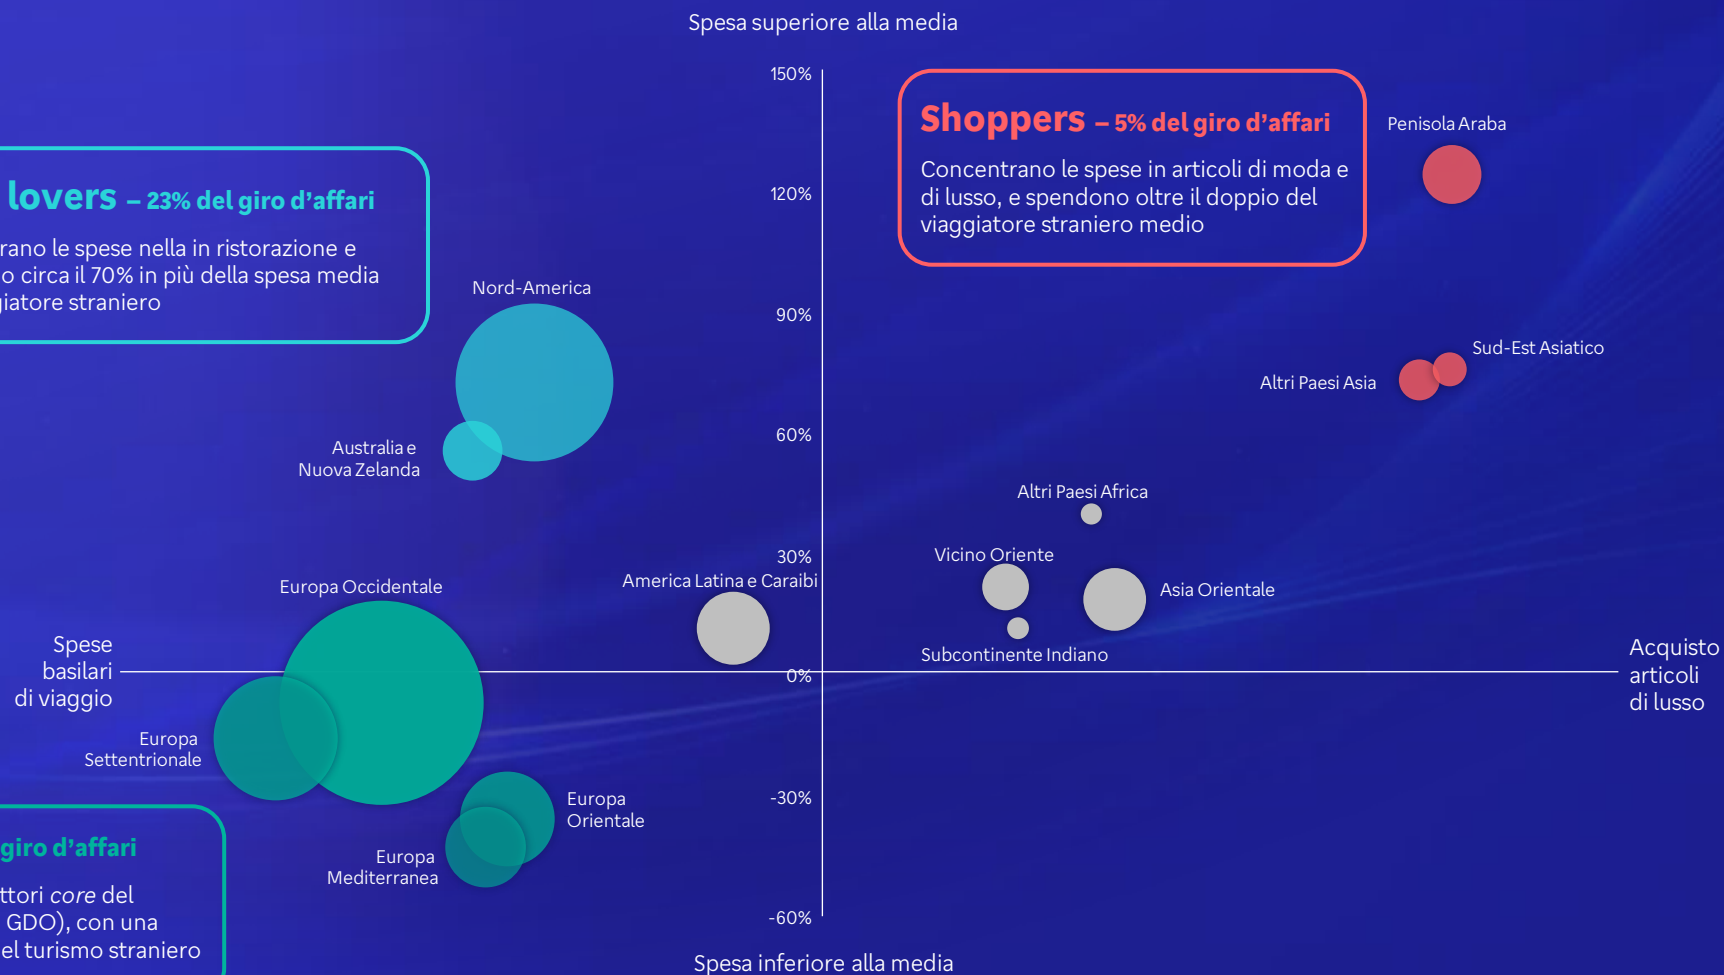 Spesa superiore alla media
150%
120%
90%
60%
30%
0%
-30%
-60%
Spesa inferiore alla media
Shoppers – 5% del giro d’affari
Concentrano le spese in articoli di moda e
di lusso, e spendono oltre il doppio del
viaggiatore straniero medio
Penisola Araba
lovers – 23% del giro d’affari
rano le spese nella in ristorazione e
o circa il 70% in più della spesa media
giatore straniero
Nord-America
Sud-Est Asiatico
Altri Paesi Asia
Australia e
Nuova Zelanda
Altri Paesi Africa
Vicino Oriente
America Latina e Caraibi
Europa Occidentale
Asia Orientale
Subcontinente Indiano
Spese
basilari
di viaggio
Acquisto
articoli
di lusso
Europa
Settentrionale
Europa
Orientale
Europa
Mediterranea
giro d’affari
ttori core del
GDO), con una
el turismo straniero